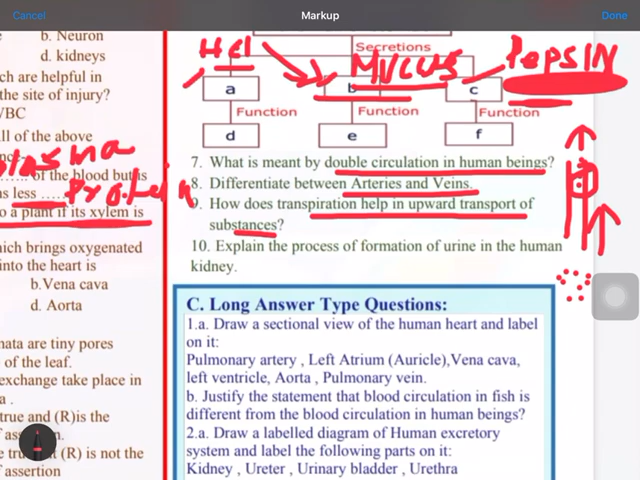 Cancel
Markup
Done
b. Neuron
d. kidneys
ch are helpful in
the site of injury?
VBC
ll of the above
of the blood but is
s less ......
o a plant if its xylem is
hich brings oxygenated
into the heart is
b.Vena cava
d. Aorta
mata are tiny pores
of the leaf.
exchange take place in
a .
true and (R)is the
f as
n.
e tru
t (R) is not the
f assertion
plasma
Protein
Secretions
HCl
MUCUS
PepSIN
a
b
c
Function
Function
Function
d
e
f
7. What is meant by double circulation in human beings?
8. Differentiate between Arteries and Veins.
9. How does transpiration help in upward transport of
substances?
10. Explain the process of formation of urine in the human
kidney.
C. Long Answer Type Questions:
1.a. Draw a sectional view of the human heart and label
on it:
Pulmonary artery , Left Atrium (Auricle),Vena cava,
left ventricle, Aorta , Pulmonary vein.
b. Justify the statement that blood circulation in fish is
different from the blood circulation in human beings?
2.a. Draw a labelled diagram of Human excretory
system and label the following parts on it:
Kidney , Ureter , Urinary bladder , Urethra